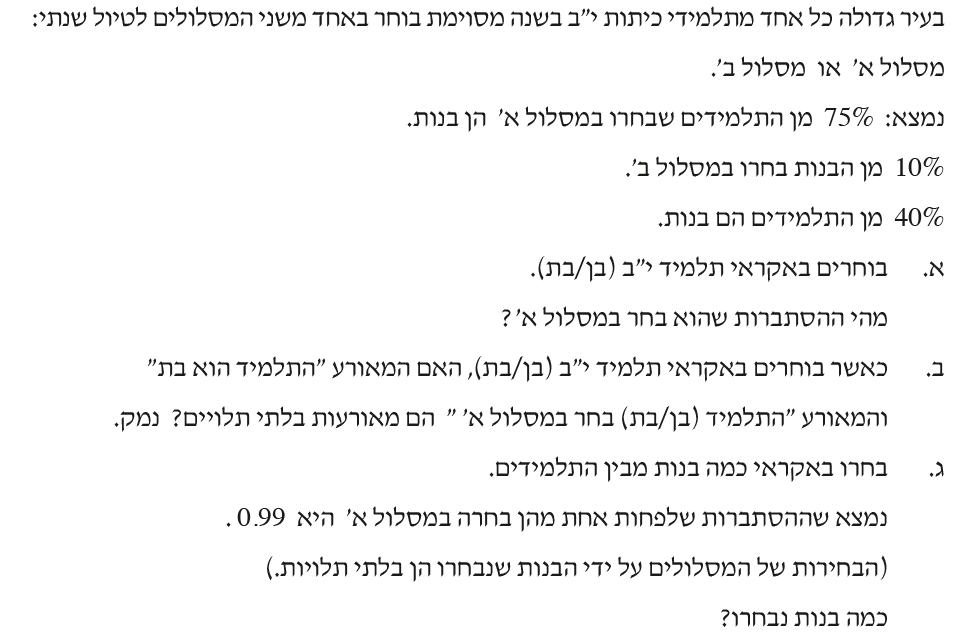 בעיר גדולה כל אחד מתלמידי כיתות י״ב בשנה מסוימת בוחר באחד משני המסלולים לטיול שנתי:
מסלול א׳ או מסלול ב׳.
נמצא: 75% מן התלמידים שבחרו במסלול א׳ הן בנות.
10% מן הבנות בחרו במסלול ב׳.
40% מן התלמידים הם בנות.
א. בוחרים באקראי תלמיד י״ב (בן/בת).
מהי ההסתברות שהוא בחר במסלול א׳?
ב. כאשר בוחרים באקראי תלמיד י״ב (בן/בת), האם המאורע ״התלמיד הוא בת״
והמאורע ״התלמיד (בן/בת) בחר במסלול א׳ ״ הם מאורעות בלתי תלויים? נמק.
ג. בחרו באקראי כמה בנות מבין התלמידים.
נמצא שההסתברות שלפחות אחת מהן בחרה במסלול א׳ היא 0.99 .
(הבחירות של המסלולים על ידי הבנות שנבחרו הן בלתי תלויות.)
כמה בנות נבחרו?